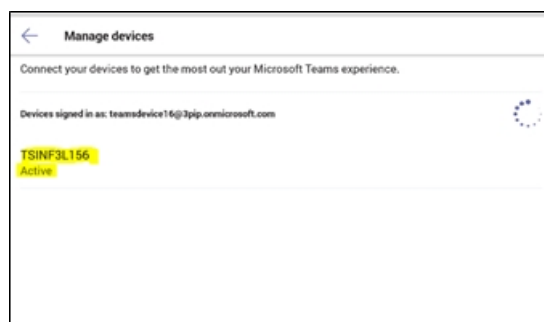 Manage devices
Connect your devices to get the most out your Microsoft Teams experience.
Devices signed in as: teamsdevice16@3pip.onmicrosoft.com
TSINF3L156
Active